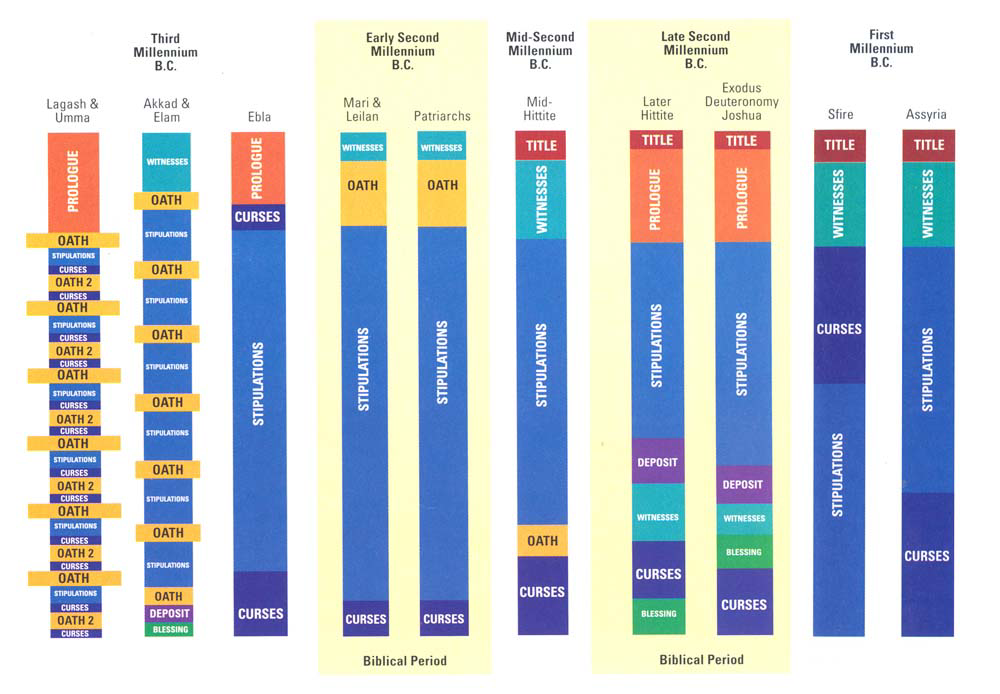 Third
Millennium
B.C.
Lagash &
Umma
PROLOGUE
OATH
STIPULATIONS
CURSES
OATH 2
CURSES
OATH
STIPULATIONS
CURSES
OATH 2
CURSES
OATH
STIPULATIONS
CURSES
OATH 2
CURSES
OATH
STIPULATIONS
CURSES
OATH 2
CURSES
OATH
STIPULATIONS
CURSES
OATH 2
CURSES
OATH
STIPULATIONS
CURSES
OATH 2
CURSES
Akkad &
Elam
WITNESSES
OATH
STIPULATIONS
OATH
STIPULATIONS
OATH
STIPULATIONS
OATH
STIPULATIONS
OATH
STIPULATIONS
OATH
STIPULATIONS
OATH
DEPOSIT
BLESSING
Ebla
PROLOGUE
CURSES
STIPULATIONS
CURSES
Early Second
Millennium
B.C.
Mari &
Leilan
WITNESSES
OATH
STIPULATIONS
CURSES
Patriarchs
WITNESSES
OATH
STIPULATIONS
CURSES
Biblical Period
Mid-Second
Millennium
B.C.
Mid-
Hittite
TITLE
WITNESSES
STIPULATIONS
OATH
CURSES
Late Second
Millennium
B.C.
Later
Hittite
TITLE
PROLOGUE
STIPULATIONS
DEPOSIT
WITNESSES
CURSES
BLESSING
Exodus
Deuteronomy
Joshua
TITLE
PROLOGUE
STIPULATIONS
DEPOSIT
WITNESSES
BLESSING
CURSES
Biblical Period
First
Millennium
B.C.
Sfire
TITLE
WITNESSES
CURSES
STIPULATIONS
Assyria
TITLE
WITNESSES
STIPULATIONS
CURSES